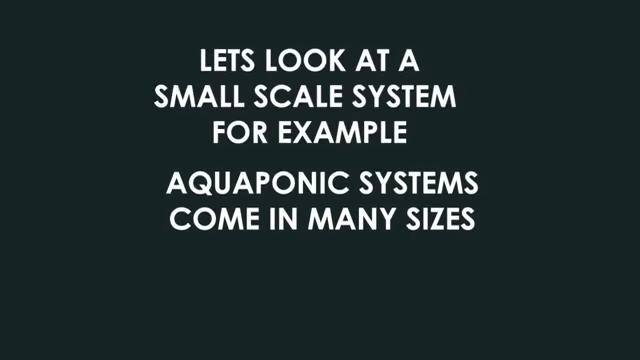 LETS LOOK AT A
SMALL SCALE SYSTEM
FOR EXAMPLE
AQUAPONIC SYSTEMS
COME IN MANY SIZES